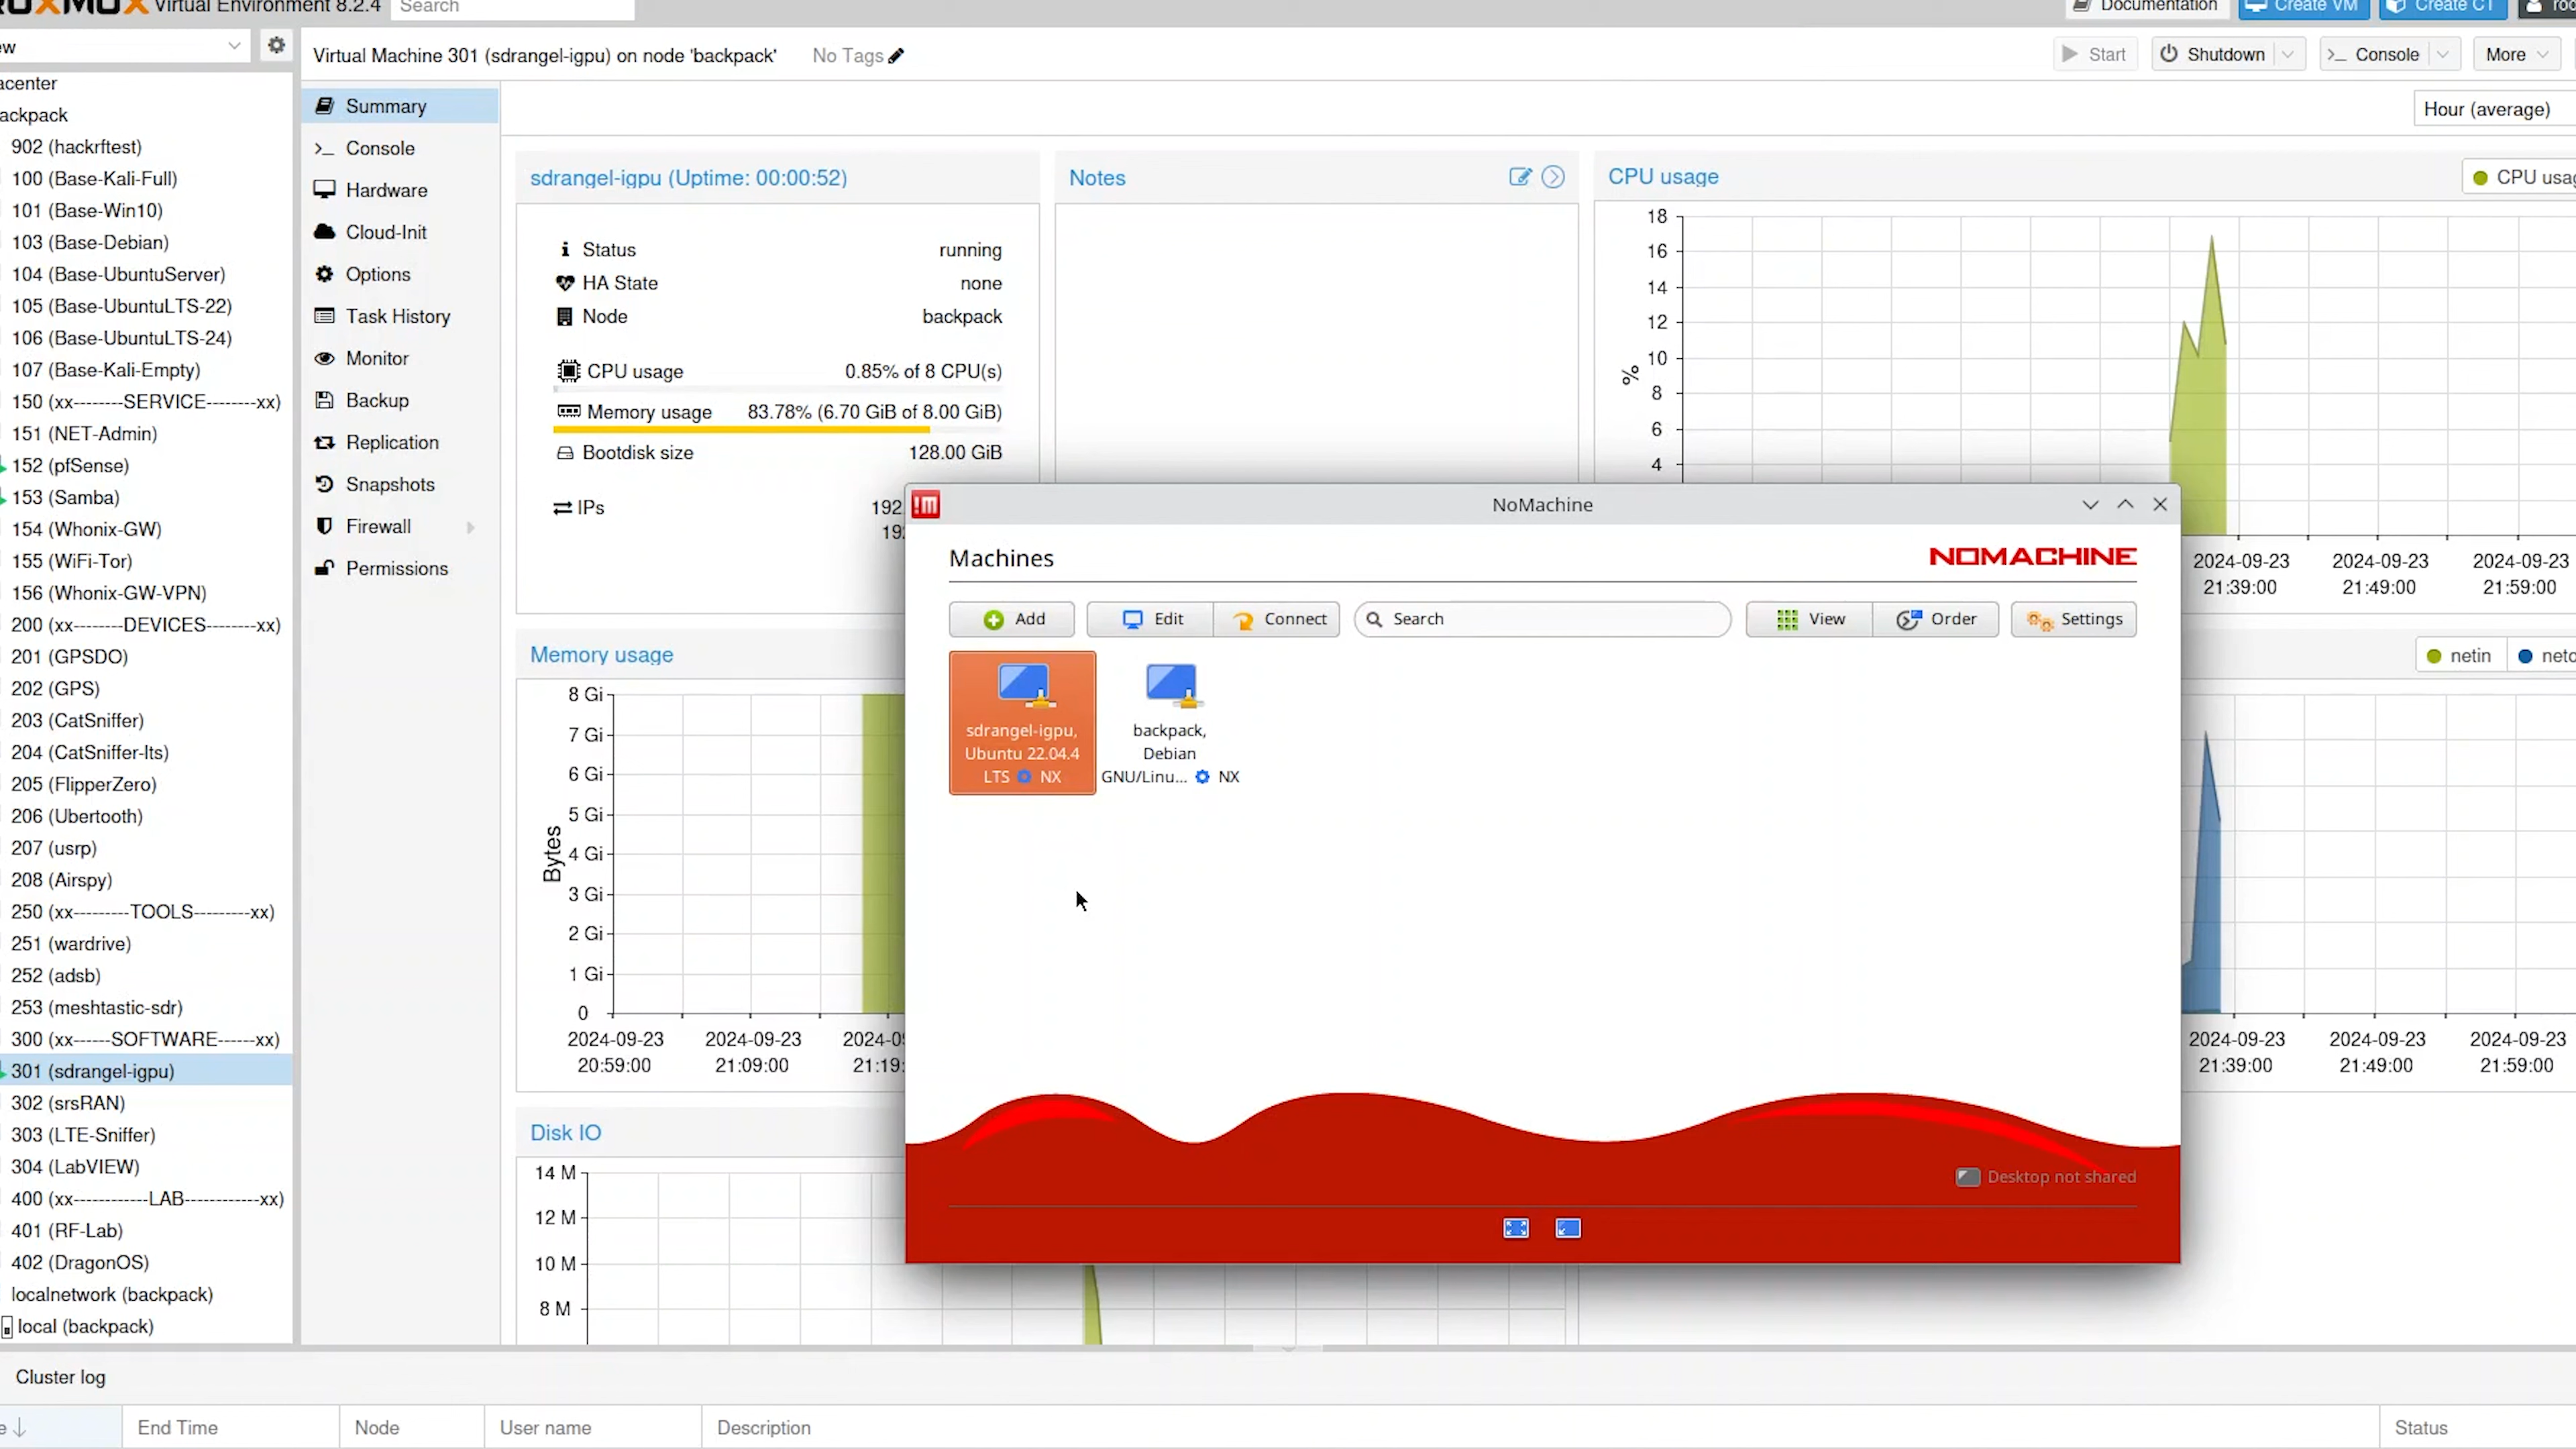 Virtual Environment 8.2.4
Search
Documentation
Create VM
Create CT
Virtual Machine 301 (sdrangel-igpu) on node 'backpack'
No Tags
Start
Shutdown
Console
More
Hour (average)
902 (hackrftest)
100 (Base-Kali-Full)
101 (Base-Win10)
103 (Base-Debian)
104 (Base-UbuntuServer)
105 (Base-UbuntuLTS-22)
106 (Base-UbuntuLTS-24)
107 (Base-Kali-Empty)
150 (xx--------SERVICE-------xx)
151 (NET-Admin)
152 (pfSense)
153 (Samba)
154 (Whonix-GW)
155 (WiFi-Tor)
156 (Whonix-GW-VPN)
200 (xx--------DEVICES-------xx)
201 (GPSDO)
202 (GPS)
203 (CatSniffer)
204 (CatSniffer-lts)
205 (FlipperZero)
206 (Ubertooth)
207 (usrp)
208 (Airspy)
250 (xx---------TOOLS---------xx)
251 (wardrive)
252 (adsb)
253 (meshtastic-sdr)
300 (xx------SOFTWARE------xx)
301 (sdrangel-igpu)
302 (srsRAN)
303 (LTE-Sniffer)
304 (LabVIEW)
400 (xx------------LAB-----------xx)
401 (RF-Lab)
402 (DragonOS)
localnetwork (backpack)
local (backpack)
Summary
Console
Hardware
Cloud-Init
Options
Task History
Monitor
Backup
Replication
Snapshots
Firewall
Permissions
sdrangel-igpu (Uptime: 00:00:52)
Status running
HA State none
Node backpack
CPU usage 0.85% of 8 CPU(s)
Memory usage 83.78% (6.70 GiB of 8.00 GiB)
Bootdisk size 128.00 GiB
IPs 192
Notes
CPU usage
CPU
18
16
14
12
10
8
6
4
%
2024-09-23 2024-09-23 2024-09-23
21:39:00 21:49:00 21:59:00
Memory usage
8 Gi
7 Gi
6 Gi
5 Gi
4 Gi
3 Gi
2 Gi
1 Gi
0
Bytes
2024-09-23 2024-09-23
20:59:00 21:09:00 21:19:
netin
2024-09-23 2024-09-23 2024-09-23
21:39:00 21:49:00 21:59:00
Disk IO
14 M
12 M
10 M
8 M
NoMachine
Machines
NOMACHINE
Add
Edit
Connect
Search
View
Order
Settings
sdrangel-igpu,
Ubuntu 22.04.4
LTS NX
backpack,
Debian
GNU/Linu... NX
Desktop not shared
Cluster log
End Time
Node
User name
Description
Status